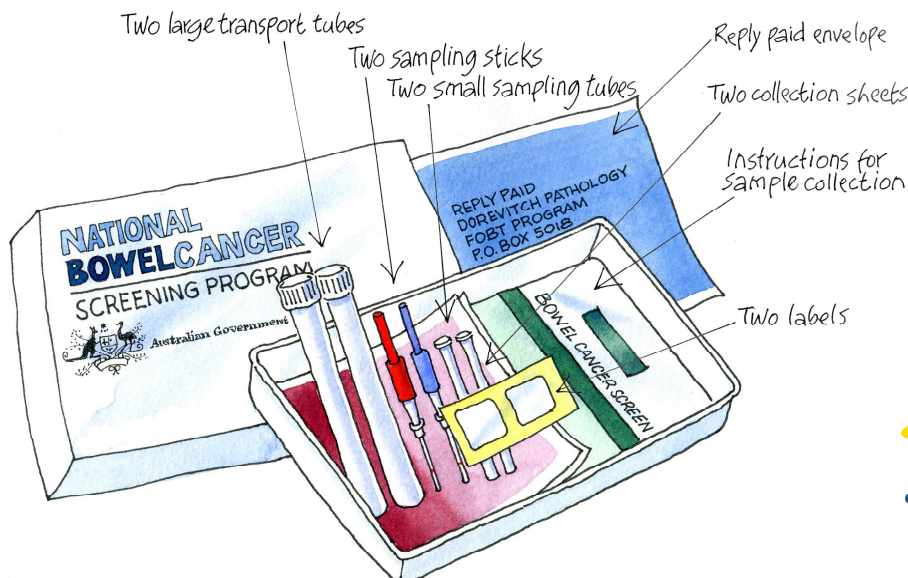 Two large transport tubes
Two sampling sticks
Two small sampling tubes
Reply paid envelope
Two collection sheets
Instructions for
sample collection
Two labels
NATIONAL
BOWELCANCER
SCREENING PROGRAM
Australian Government
REPLY PAID
DOREVITCH PATHOLOGY
FOBT PROGRAM
P.O. BOX 5018
BOWEL CANCER SCREEN